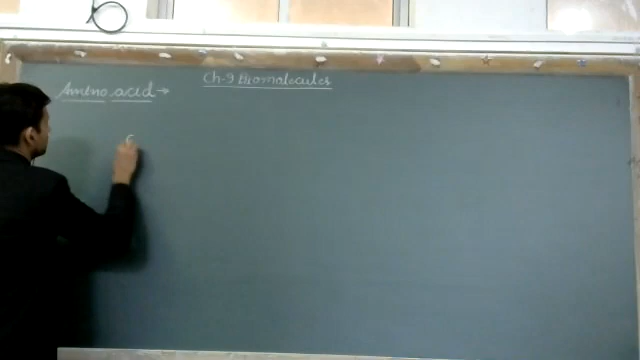 Ch-9 Biomolecules
Amino acid →